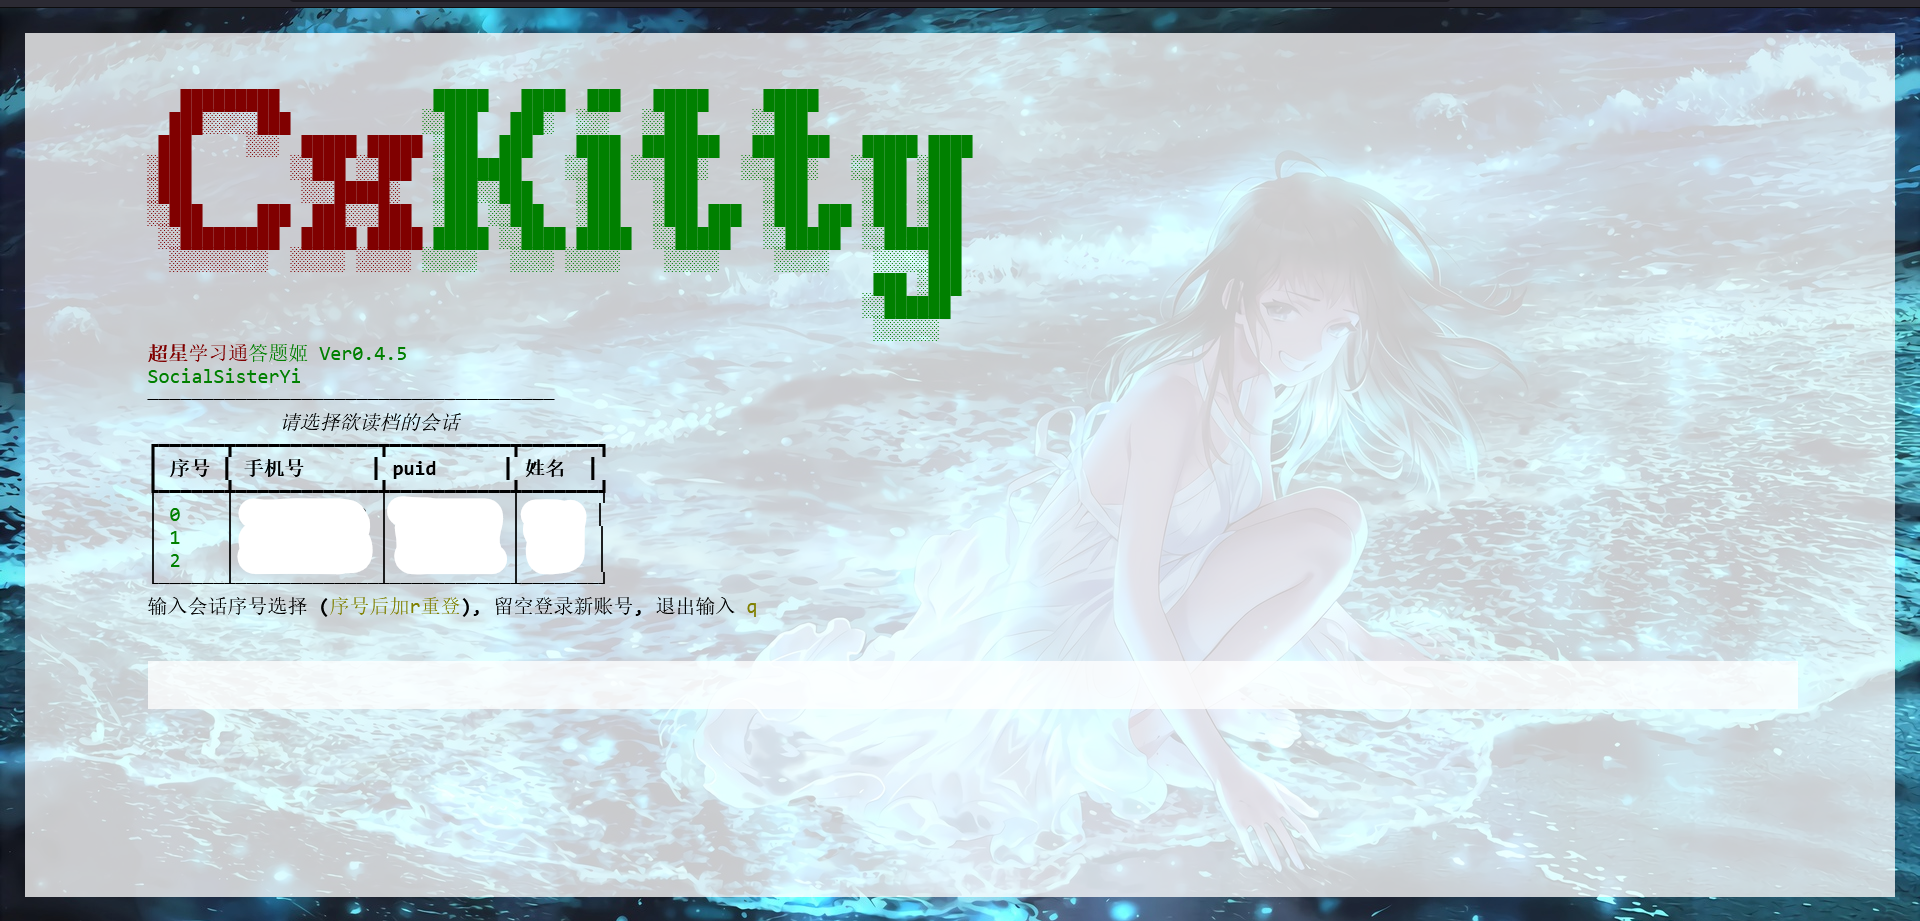 CxKitty
超星学习通答题姬 Ver0.4.5
SocialSisterYi
请选择欲读档的会话
序号 手机号 puid 姓名
0
1
2
输入会话序号选择 (序号后加r重登), 留空登录新账号, 退出输入 q